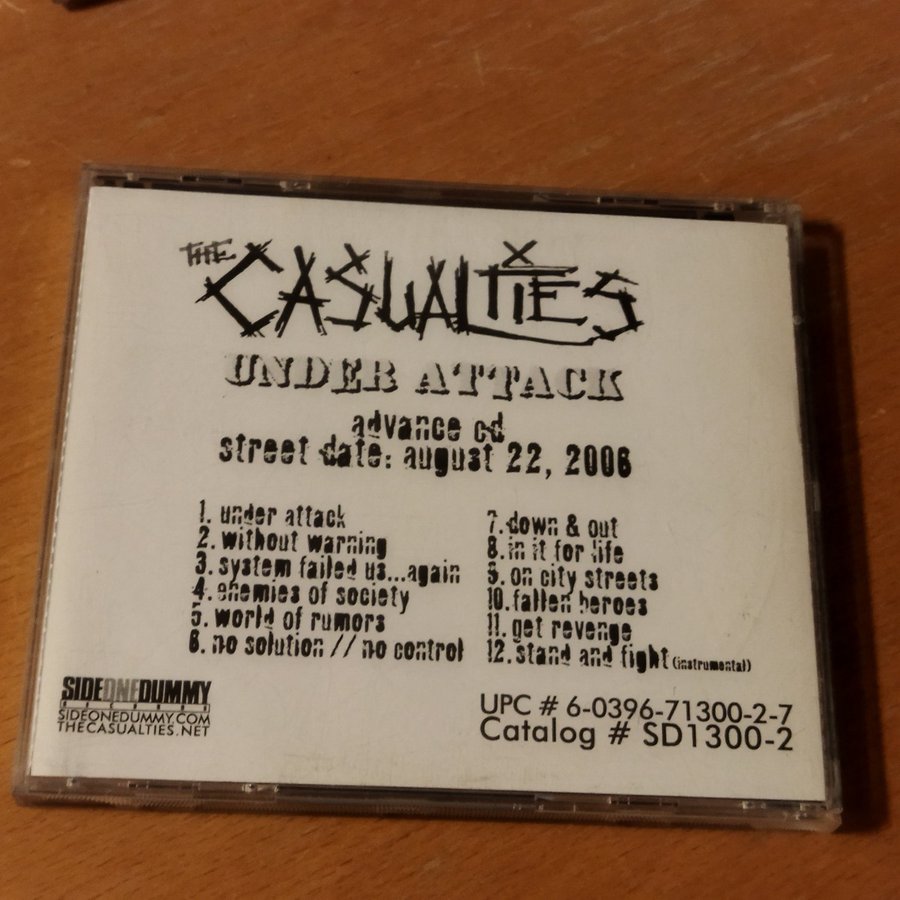 THE
CASUALTIES
UNDER ATTACK
advance cd
street date: august 22, 2006
1. under attack
2. without warning
3. system failed us...again
4. enemies of society
5. world of rumors
6. no solution // no control
7. down & out
8. in it for life
9. on city streets
10. fallen heroes
11. get revenge
12. stand and fight (instrumental)
SIDEONEDUMMY
RECORDS
SIDEONEDUMMY.COM
THECASUALTIES.NET
UPC # 6-0396-71300-2-7
Catalog # SD1300-2